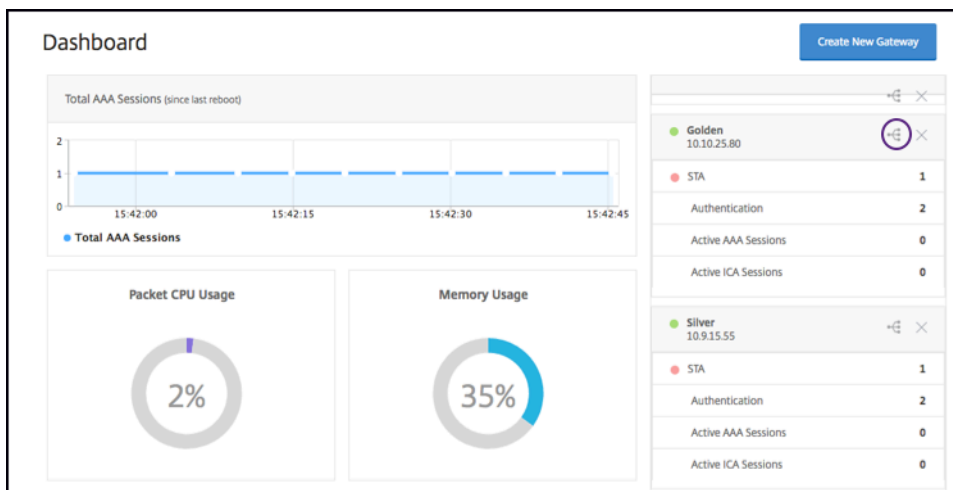 Dashboard
Create New Gateway
Total AAA Sessions (since last reboot)
2
1
0
15:42:00 15:42:15 15:42:30 15:42:45
Total AAA Sessions
Packet CPU Usage
2%
Memory Usage
35%
Golden
10.10.25.80
STA 1
Authentication 2
Active AAA Sessions 0
Active ICA Sessions 0
Silver
10.9.15.55
STA 1
Authentication 2
Active AAA Sessions 0
Active ICA Sessions 0